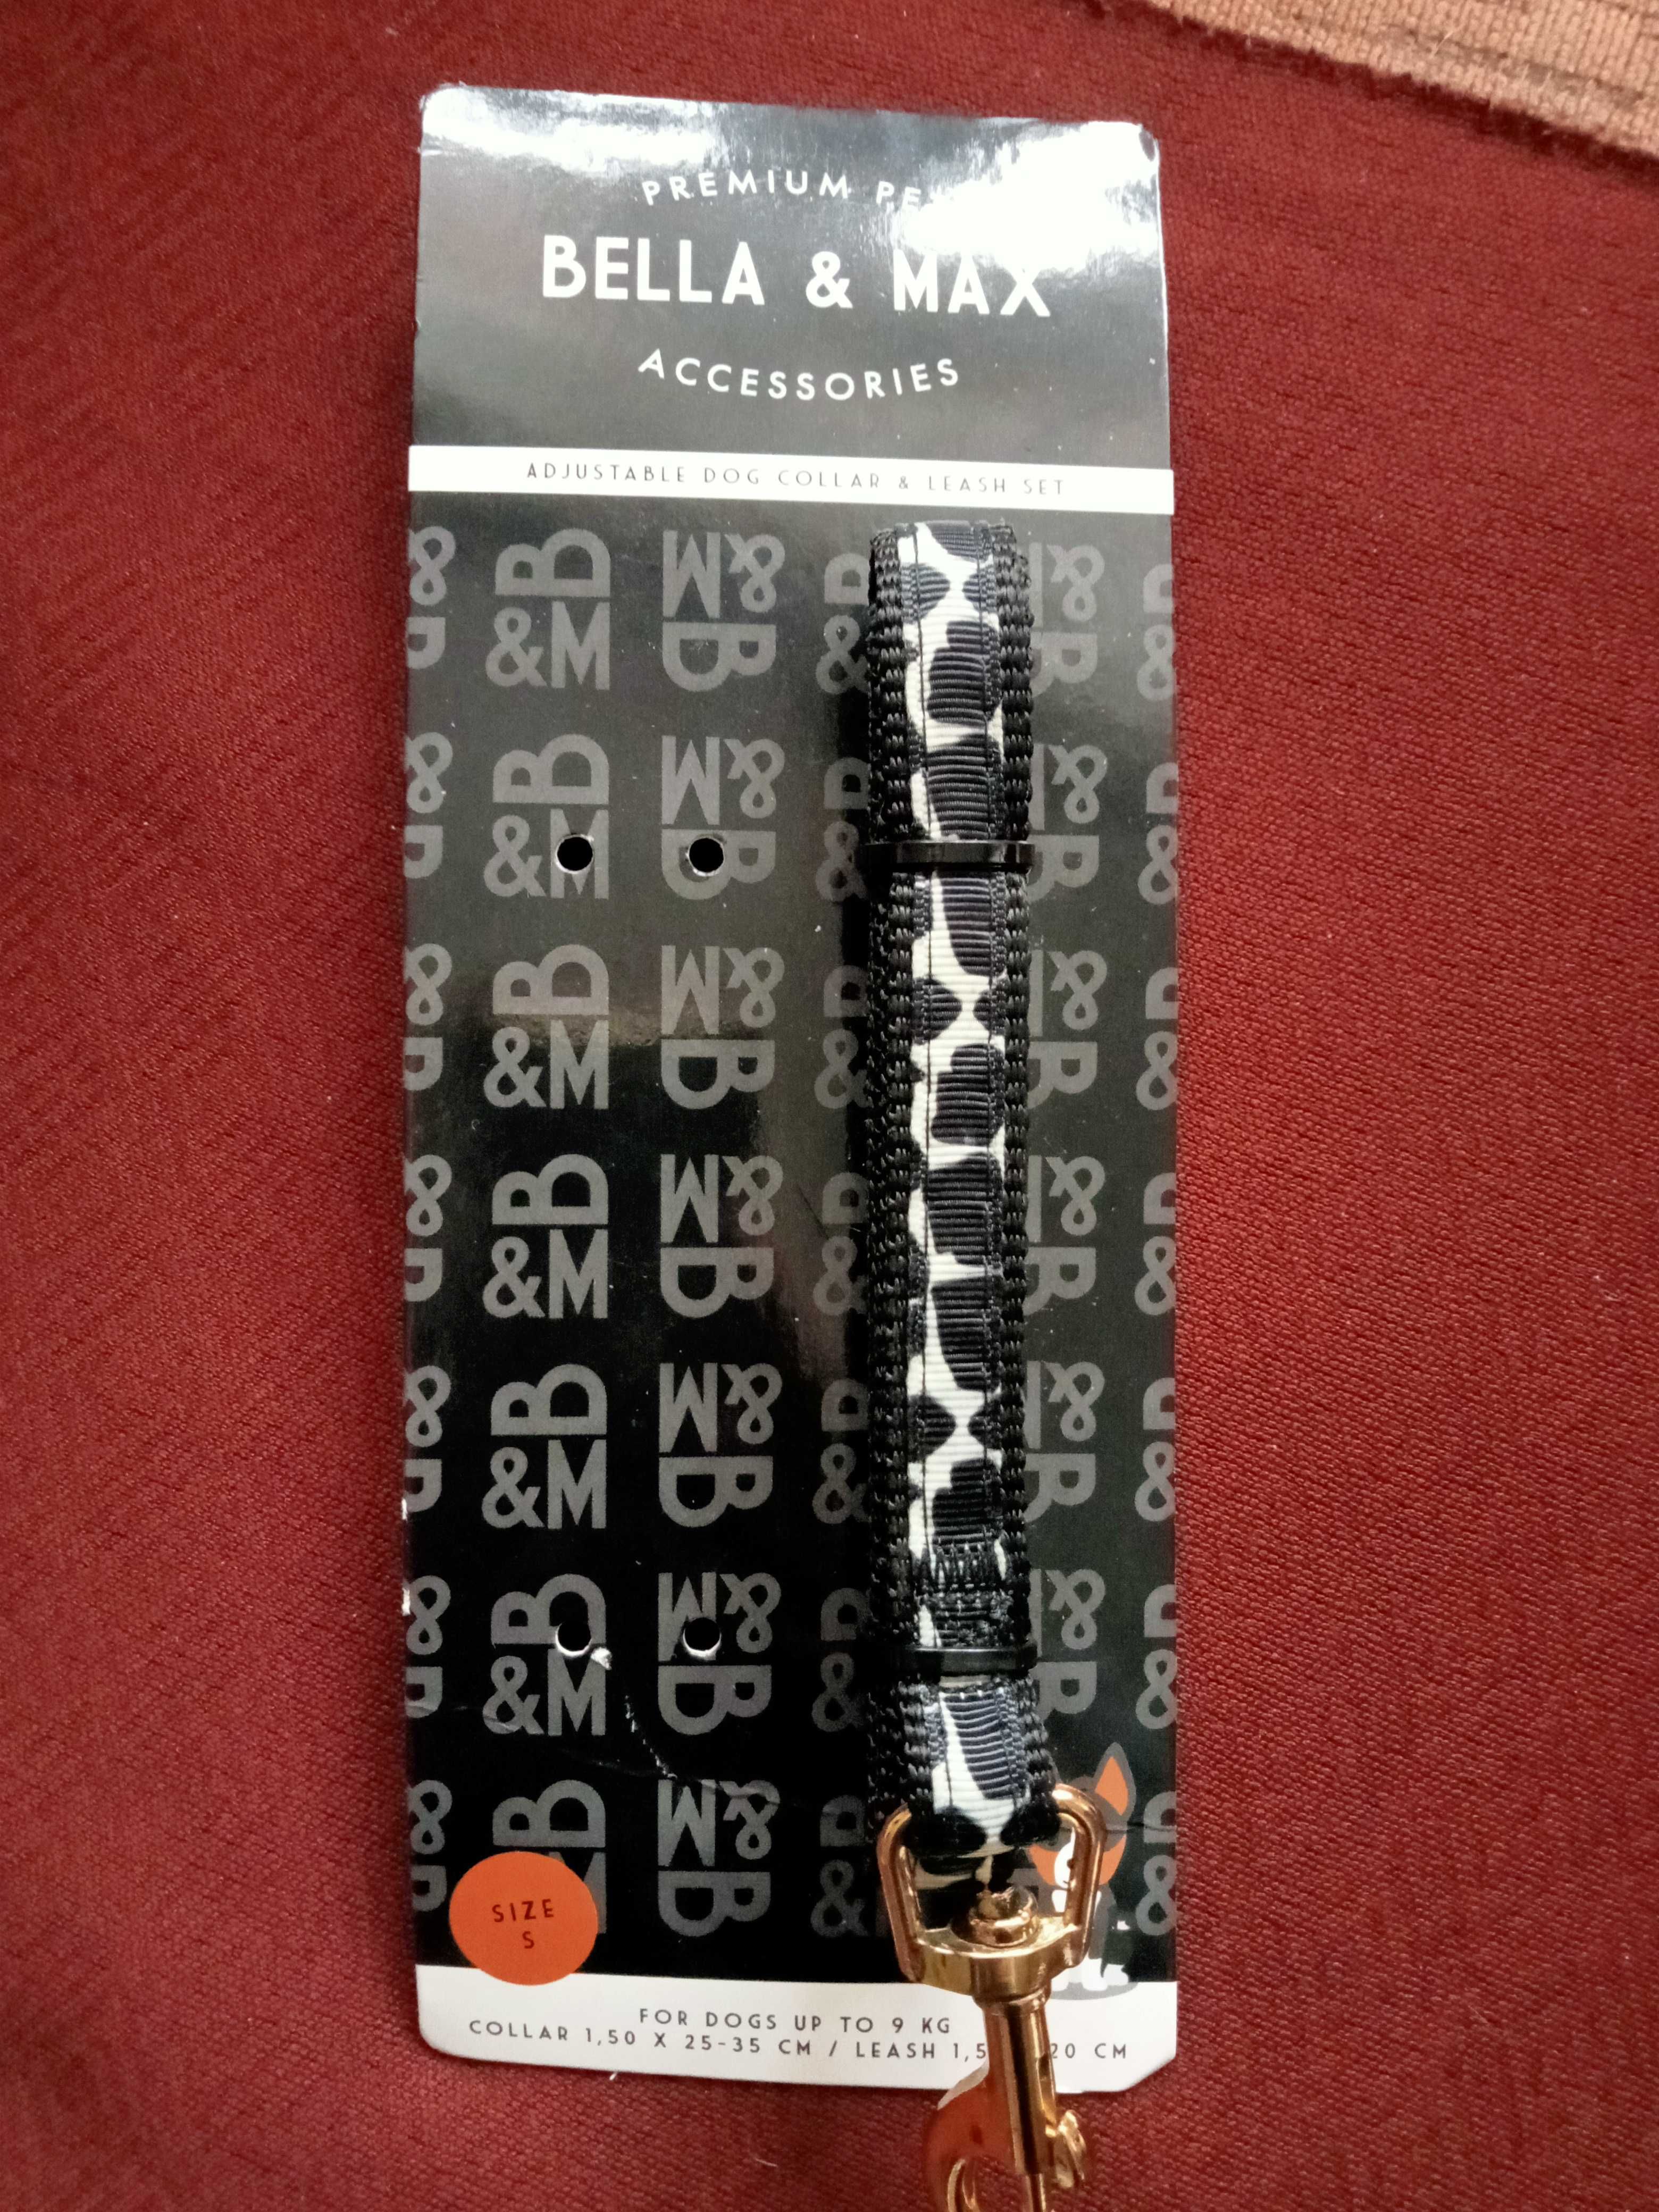 PREMIUM
BELLA & MAX
ACCESSORIES
ADJUSTABLE DOG COLLAR & LEASH SET
B
&M
SIZE
S
FOR DOGS UP TO 9 KG
COLLAR 1,50 X 25-35 CM / LEASH 1,5 20 CM